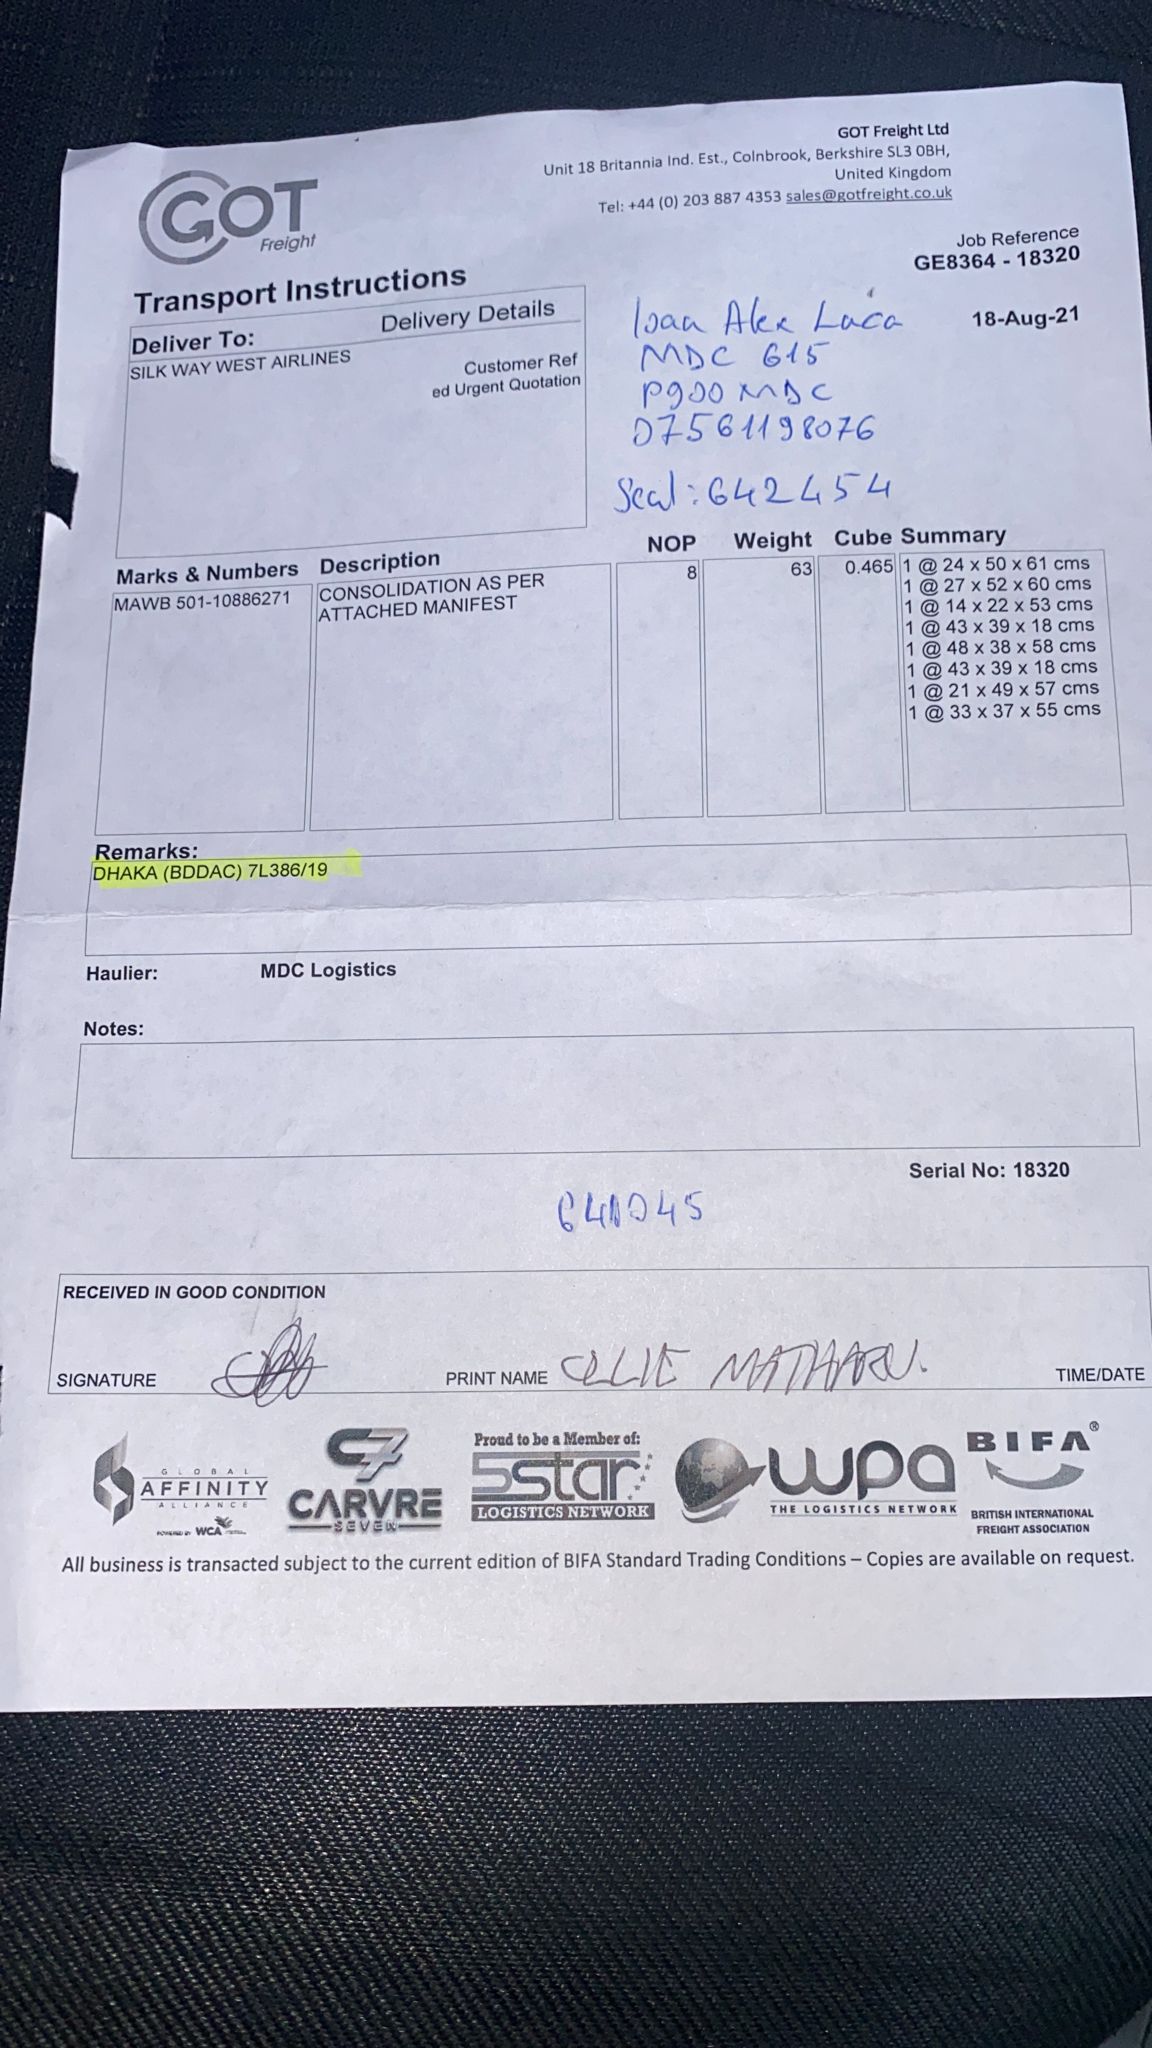 GOT Freight Ltd
Unit 18 Britannia Ind. Est., Colnbrook, Berkshire SL3 0BH,
United Kingdom
Tel: +44 (0) 203 887 4353 sales@gotfreight.co.uk
GOT
Freight
Job Reference
GE8364 - 18320
Transport Instructions
18-Aug-21
Deliver To: Delivery Details
SILK WAY WEST AIRLINES
Customer Ref
ed Urgent Quotation
Ioan Alex Luca
MDC 615
P900 MDC
07561198076
Seal: 642454
Marks & Numbers Description NOP Weight Cube Summary
MAWB 501-10886271
CONSOLIDATION AS PER
ATTACHED MANIFEST
8 63 0.465
1 @ 24 x 50 x 61 cms
1 @ 27 x 52 x 60 cms
1 @ 14 x 22 x 53 cms
1 @ 43 x 39 x 18 cms
1 @ 48 x 38 x 58 cms
1 @ 43 x 39 x 18 cms
1 @ 21 x 49 x 57 cms
1 @ 33 x 37 x 55 cms
Remarks:
DHAKA (BDDAC) 7L386/19
Haulier: MDC Logistics
Notes:
Serial No: 18320
RECEIVED IN GOOD CONDITION
SIGNATURE PRINT NAME OLLIE MATHARU. TIME/DATE
GLOBAL
AFFINITY
ALLIANCE
POWERED BY WCA
C7
CARVRE
SEVEN
Proud to be a Member of:
5star
LOGISTICS NETWORK
wpa
THE LOGISTICS NETWORK
BIFA®
BRITISH INTERNATIONAL
FREIGHT ASSOCIATION
All business is transacted subject to the current edition of BIFA Standard Trading Conditions – Copies are available on request.